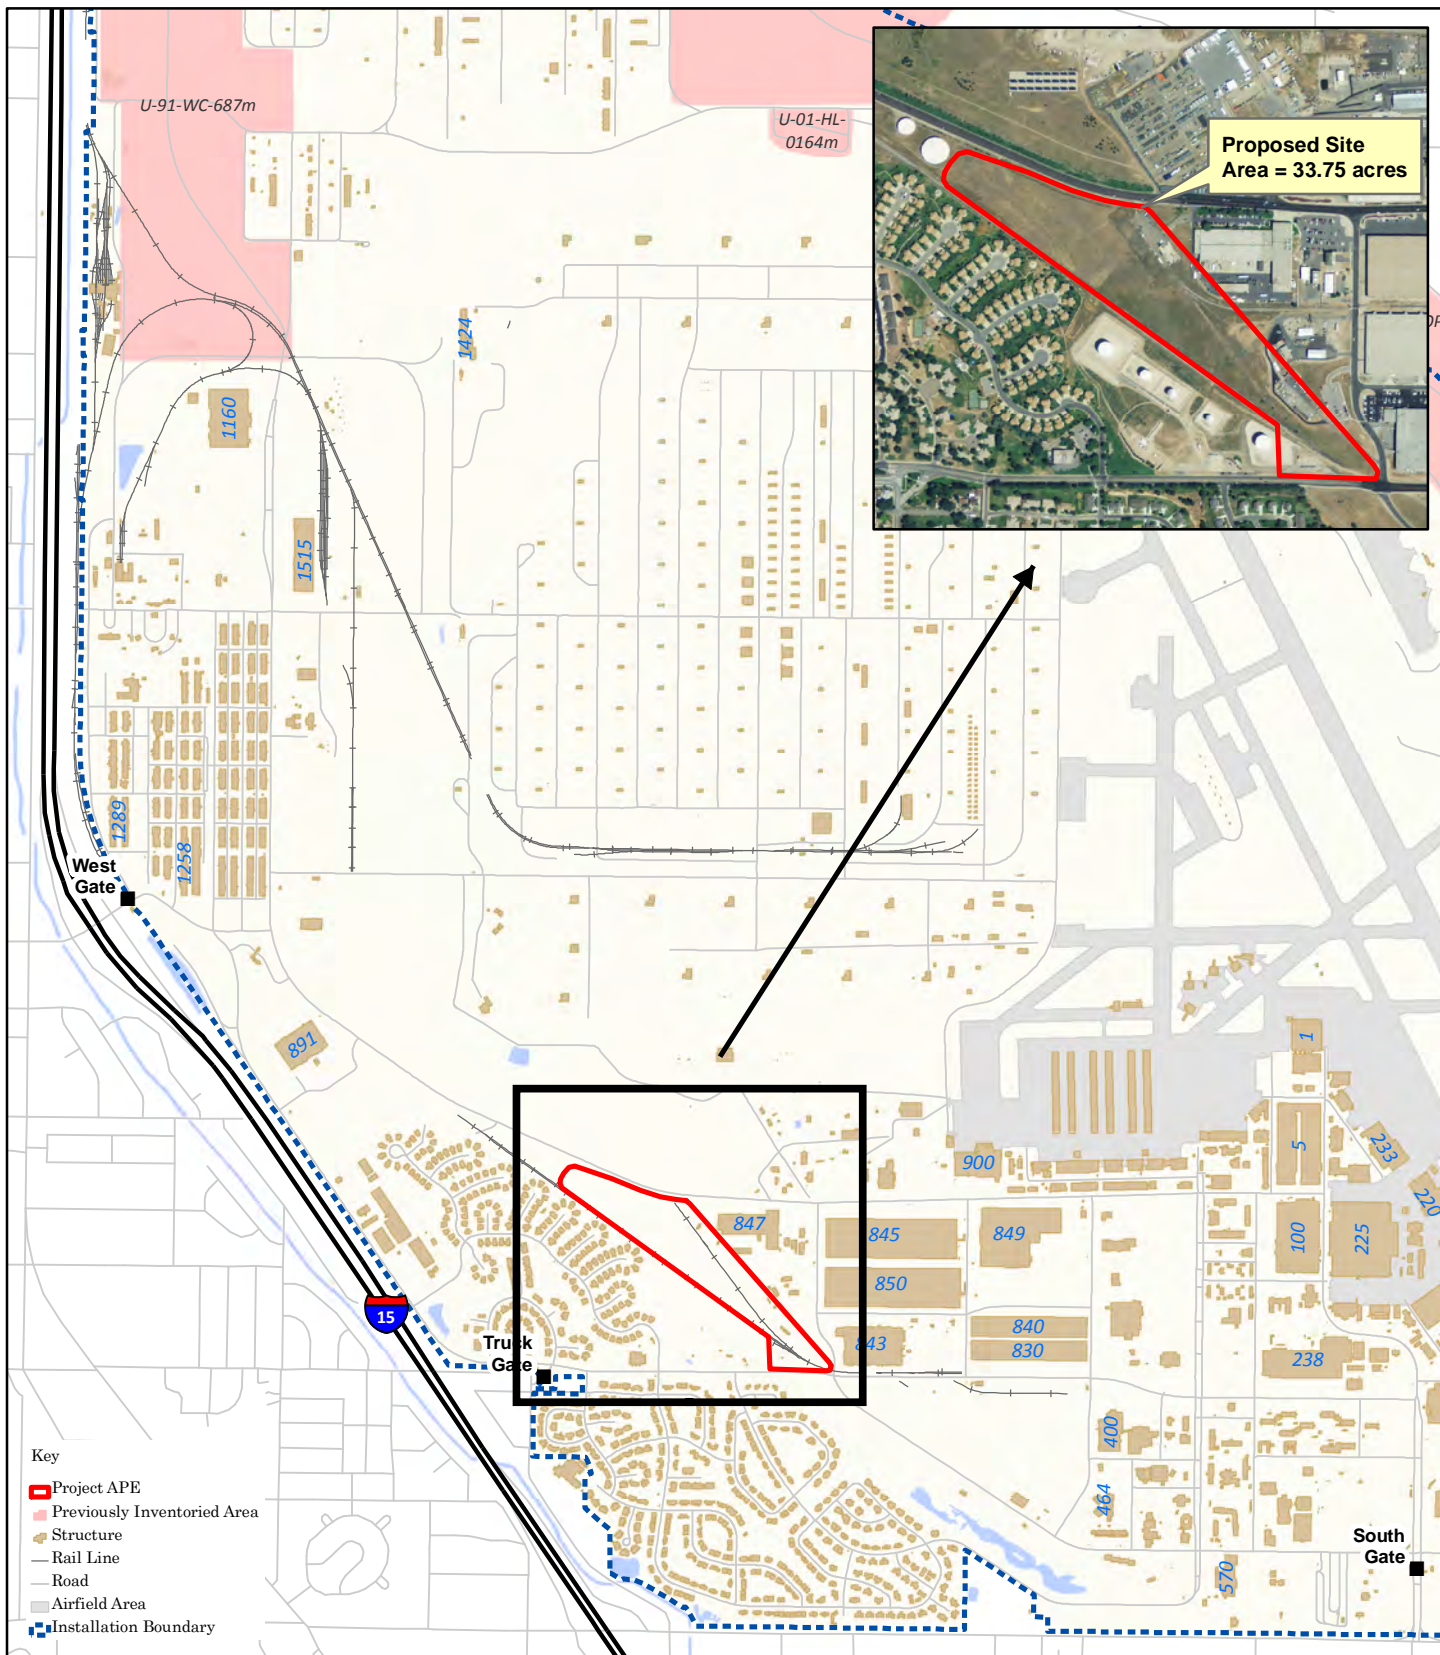 U-91-WC-687m
U-01-HL-
0164m
Proposed Site
Area = 33.75 acres
1424
1160
1515
1289
1258
West
Gate
891
1
5
233
220
900
847
845
849
100
225
850
15
840
843
830
238
Truck
Gate
400
464
570
South
Gate
Key
Project APE
Previously Inventoried Area
Structure
Rail Line
Road
Airfield Area
Installation Boundary